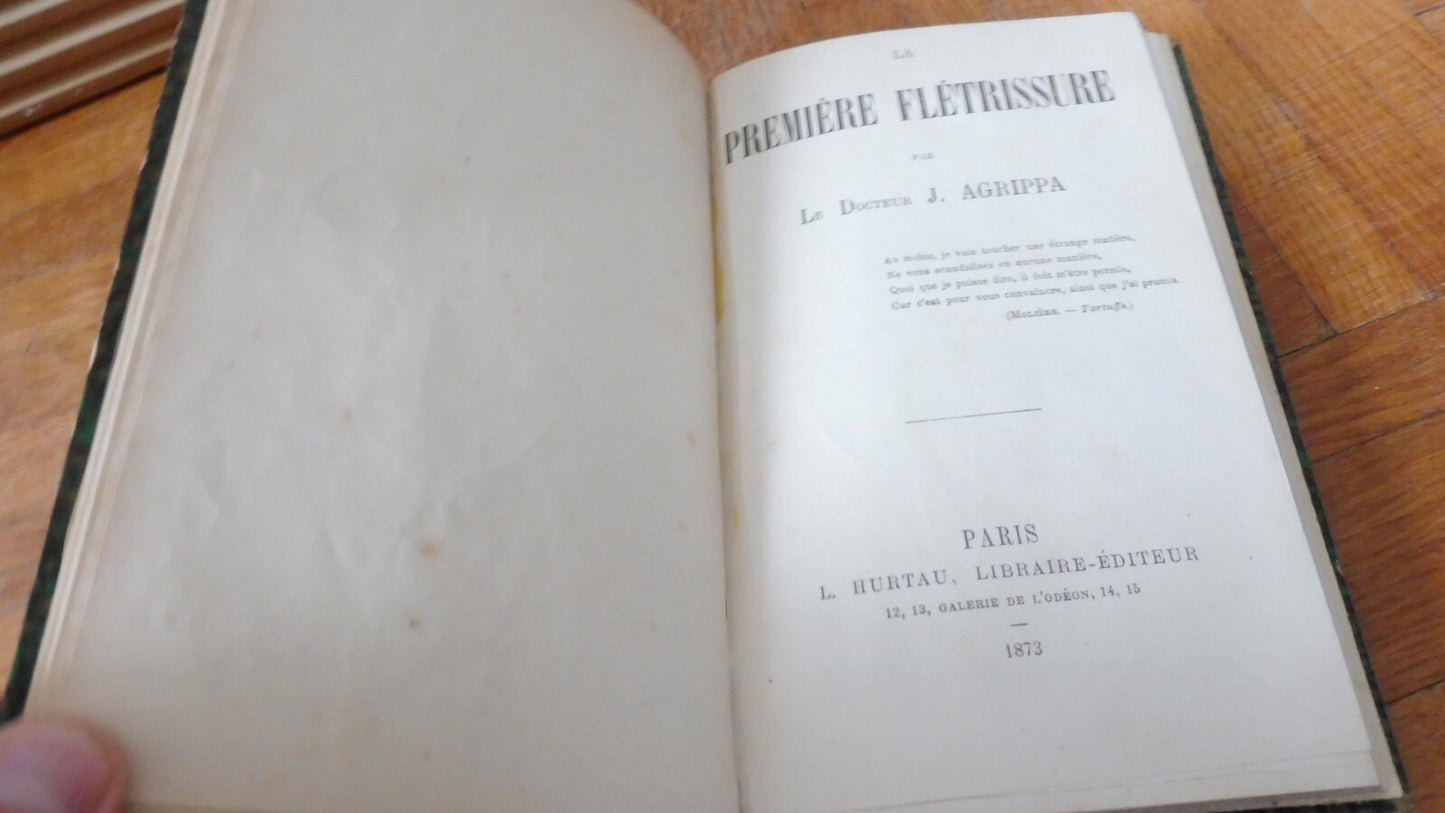 LA
PREMIÈRE FLÉTRISSURE
PAR
LE DOCTEUR J. AGRIPPA
Au moins, je vais toucher une étrange matière,
Ne vous scandalisez en aucune manière,
Quoi que je puisse dire, il doit m'être permis,
Car c'est pour vous convaincre, ainsi que j'ai promis.
(MOLIÈRE. — Tartuffe.)
PARIS
L. HURTAU, LIBRAIRE-ÉDITEUR
12, 13, GALERIE DE L'ODÉON, 14, 15
1873